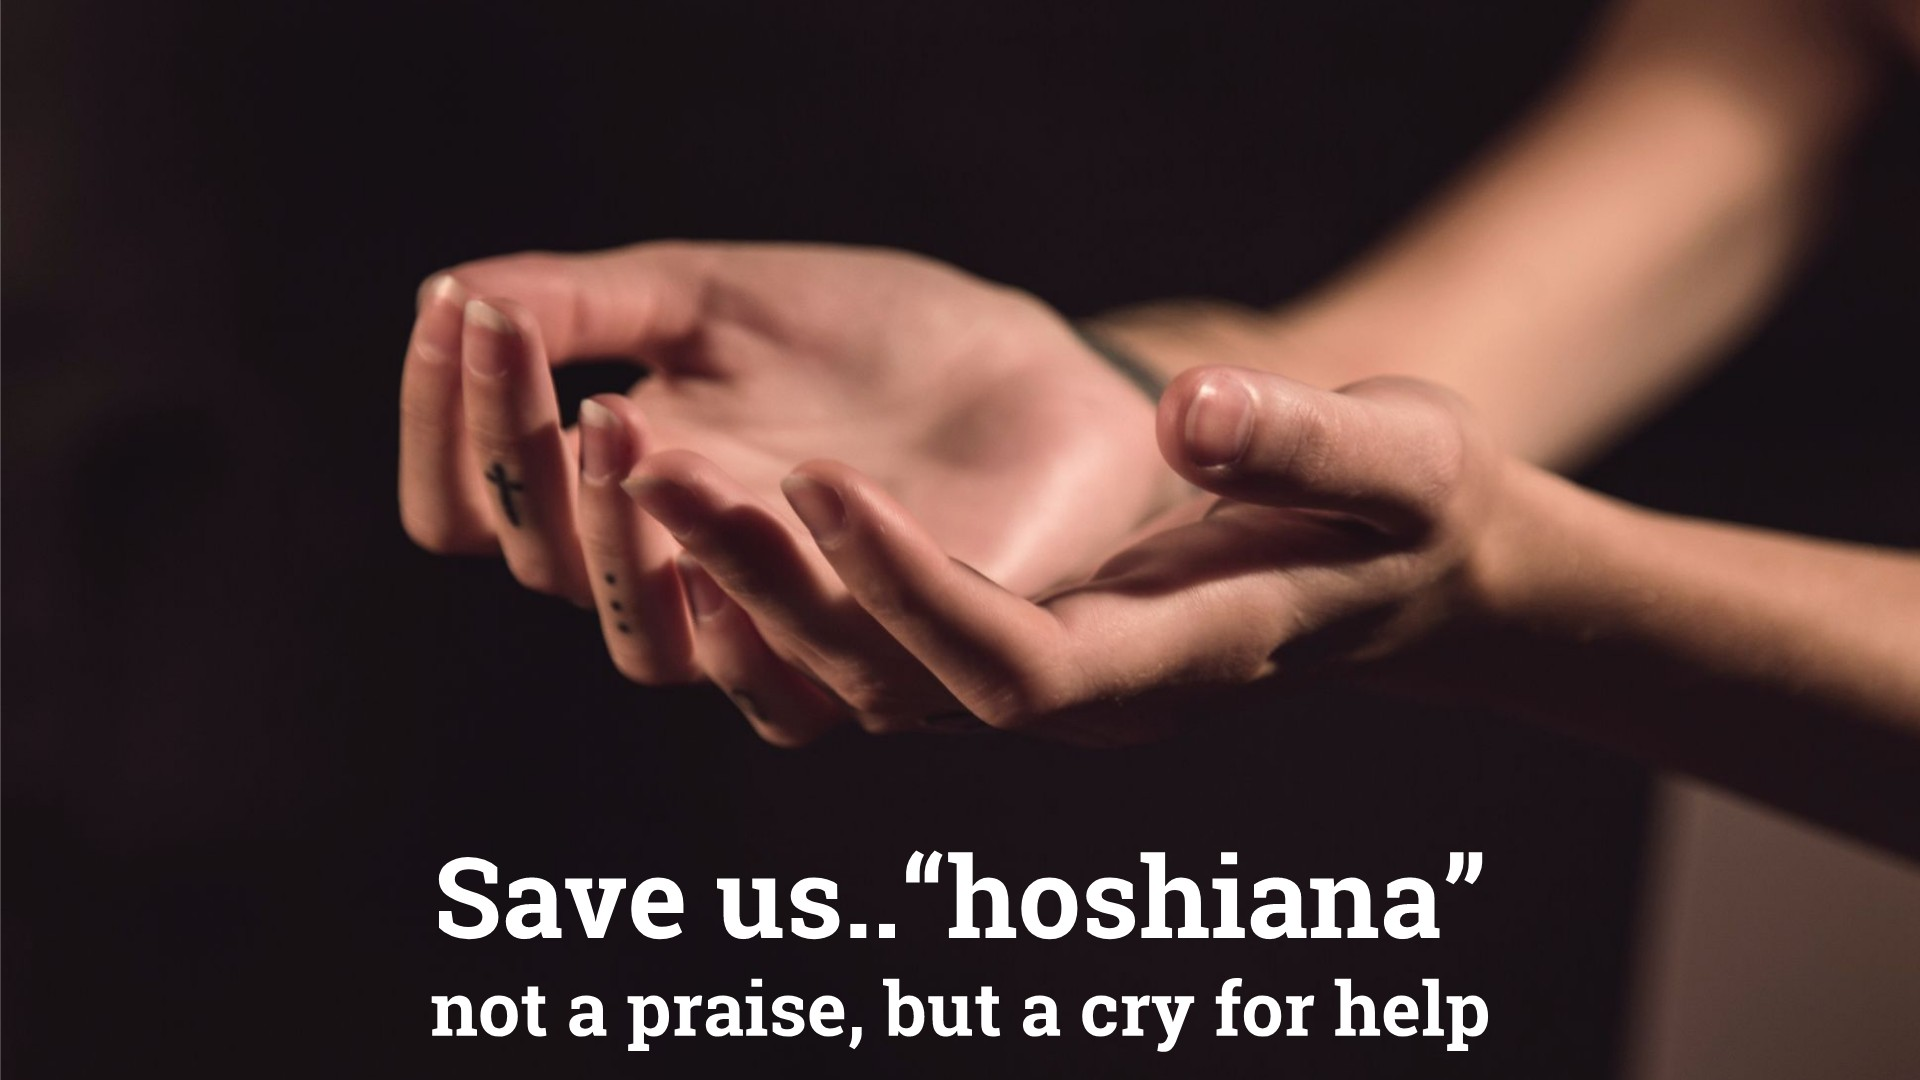 Save us..“hoshiana”
not a praise, but a cry for help